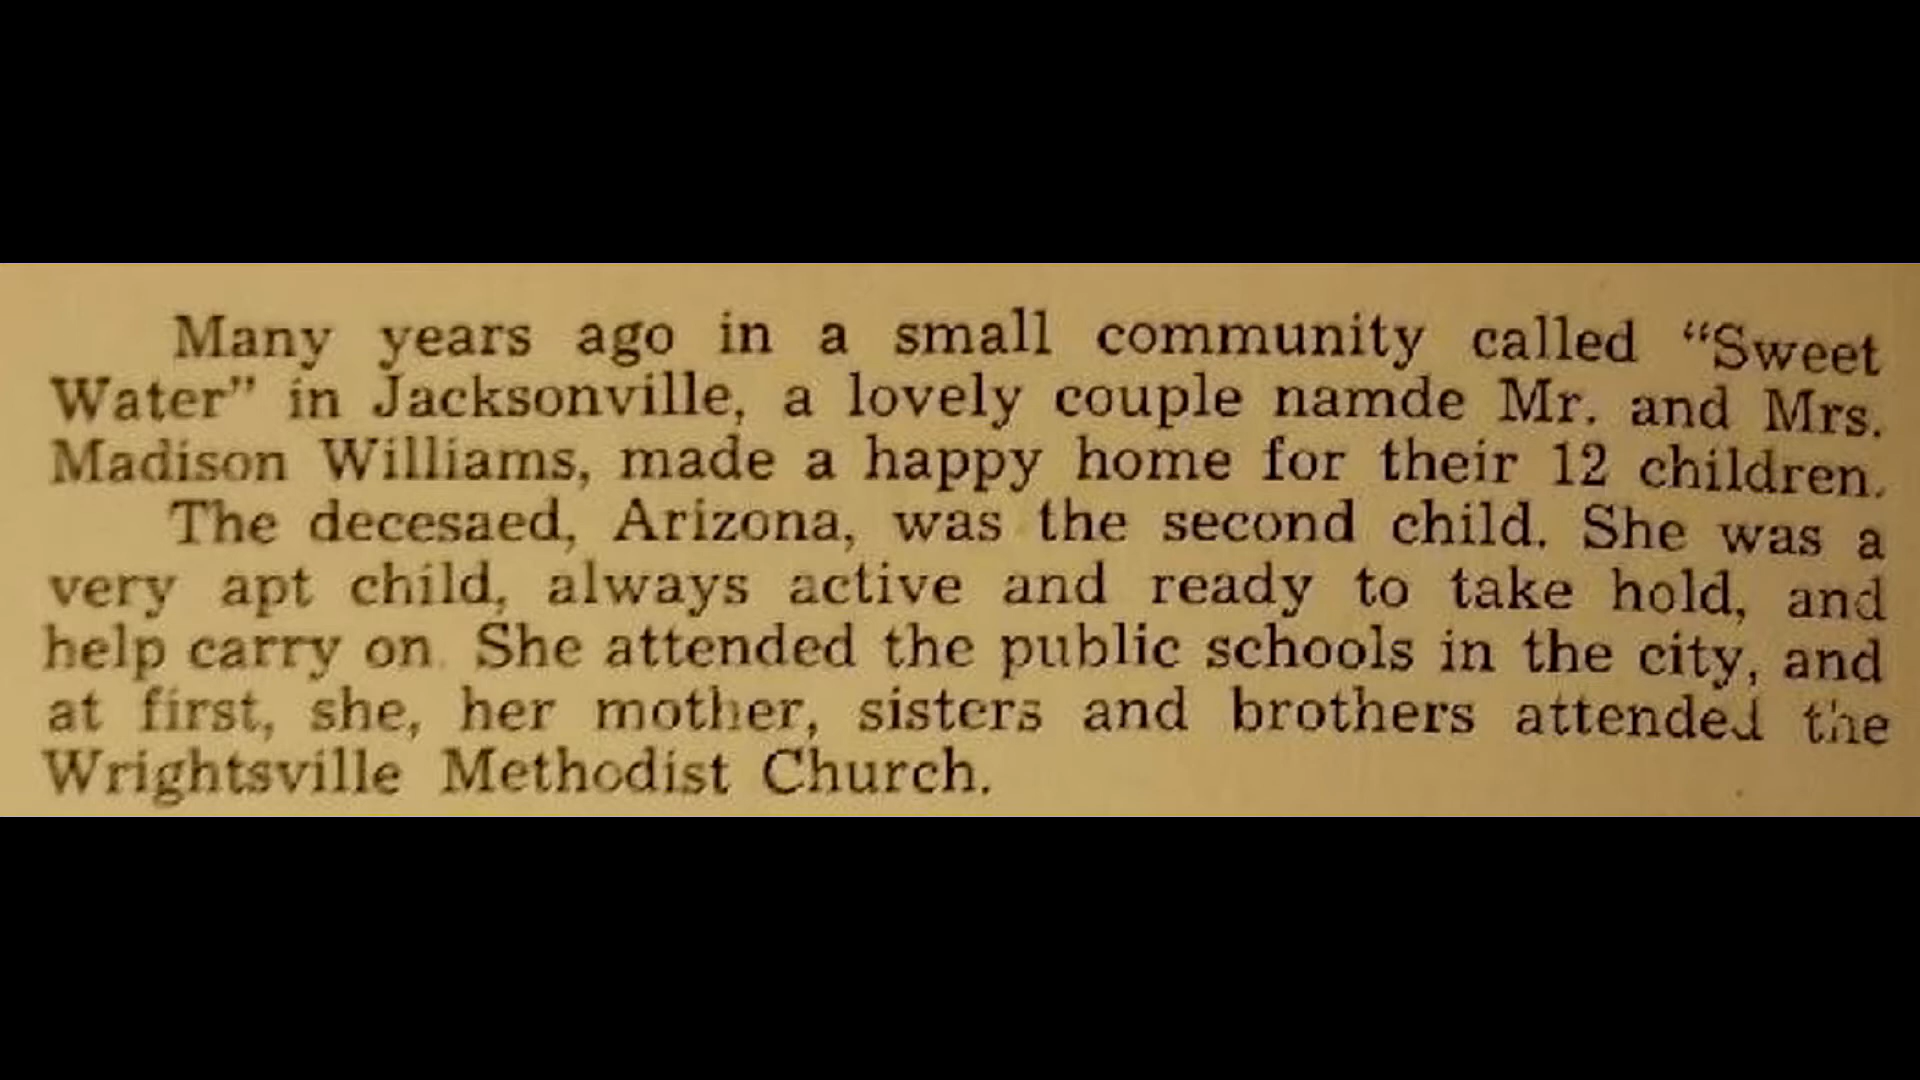 Many years ago in a small community called “Sweet
Water” in Jacksonville, a lovely couple namde Mr. and Mrs.
Madison Williams, made a happy home for their 12 children.
The decesaed, Arizona, was the second child. She was a
very apt child, always active and ready to take hold, and
help carry on. She attended the public schools in the city, and
at first, she, her mother, sisters and brothers attended the
Wrightsville Methodist Church.